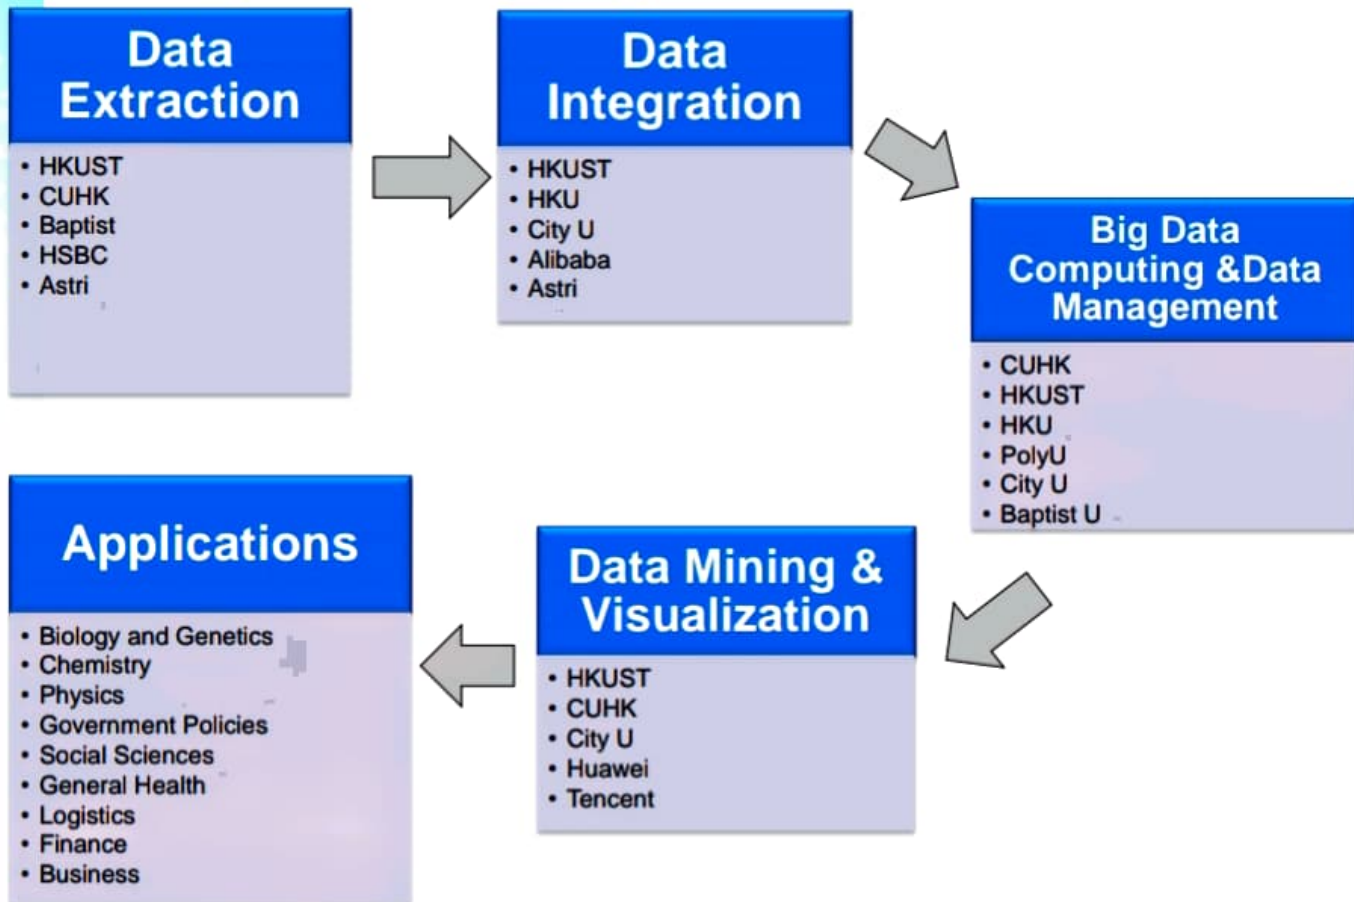 Data
Extraction
• HKUST
• CUHK
• Baptist
• HSBC
• Astri
Data
Integration
• HKUST
• HKU
• City U
• Alibaba
• Astri
Big Data
Computing &Data
Management
• CUHK
• HKUST
• HKU
• PolyU
• City U
• Baptist U
Data Mining &
Visualization
• HKUST
• CUHK
• City U
• Huawei
• Tencent
Applications
• Biology and Genetics
• Chemistry
• Physics
• Government Policies
• Social Sciences
• General Health
• Logistics
• Finance
• Business